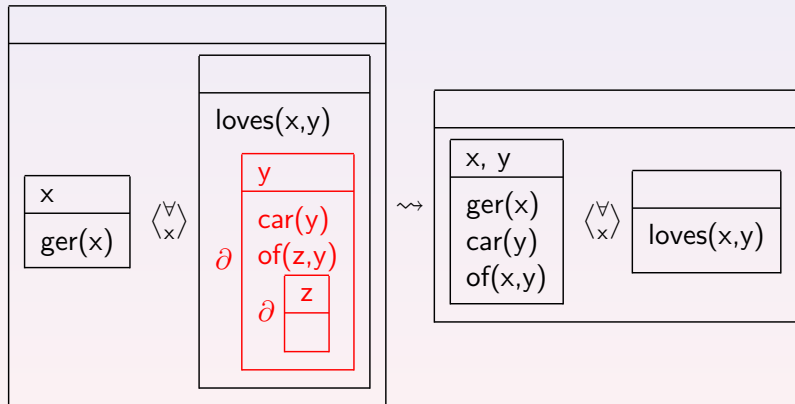 loves(x,y)
y
car(y)
of(z,y)
∂
∂
z
x
ger(x)
⟨∀x⟩
⇝
x, y
ger(x)
car(y)
of(x,y)
⟨∀x⟩
loves(x,y)